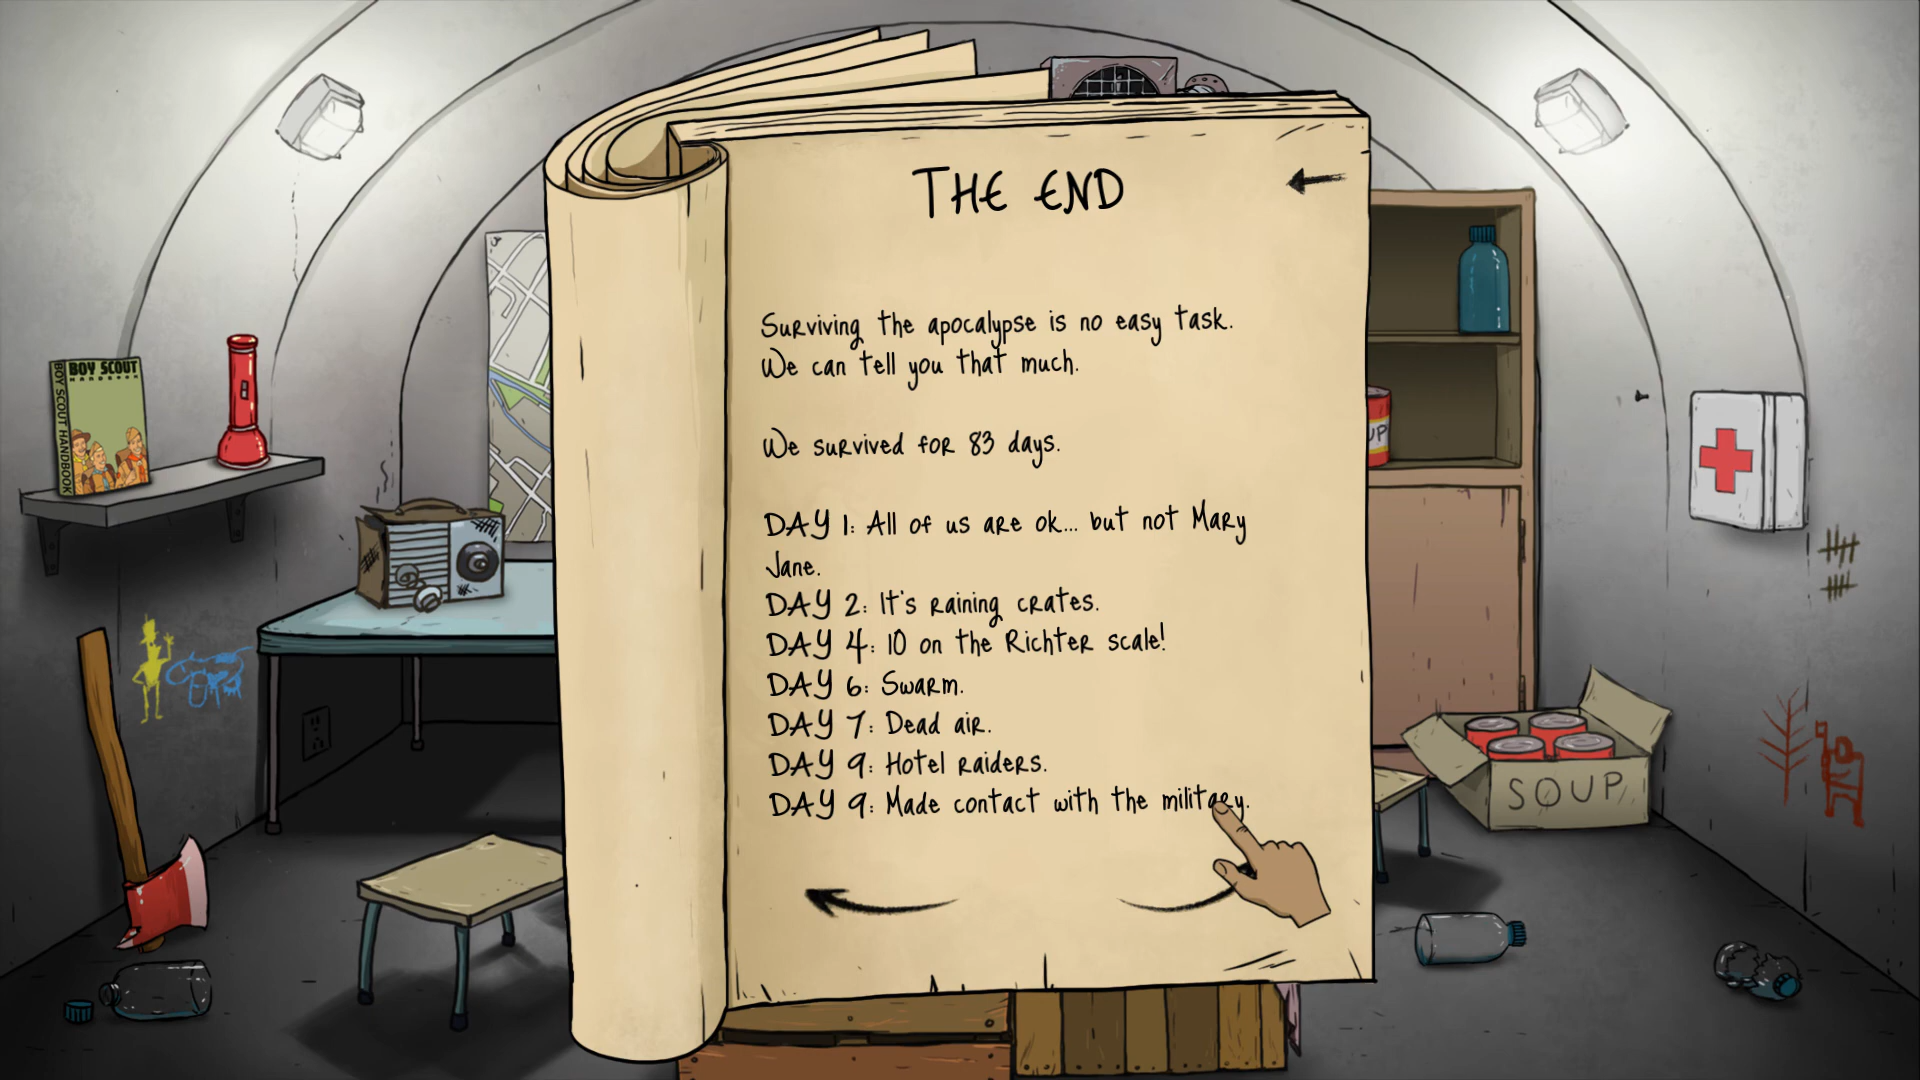 THE END
Surviving the apocalypse is no easy task.
We can tell you that much.
We survived for 83 days.
DAY 1: All of us are ok... but not Mary
Jane.
DAY 2: It's raining crates.
DAY 4: 10 on the Richter scale!
DAY 6: Swarm.
DAY 7: Dead air.
DAY 9: Hotel raiders.
DAY 9: Made contact with the military.
BOY SCOUT
HANDBOOK
BOY SCOUT HANDBOOK
UP
SOUP